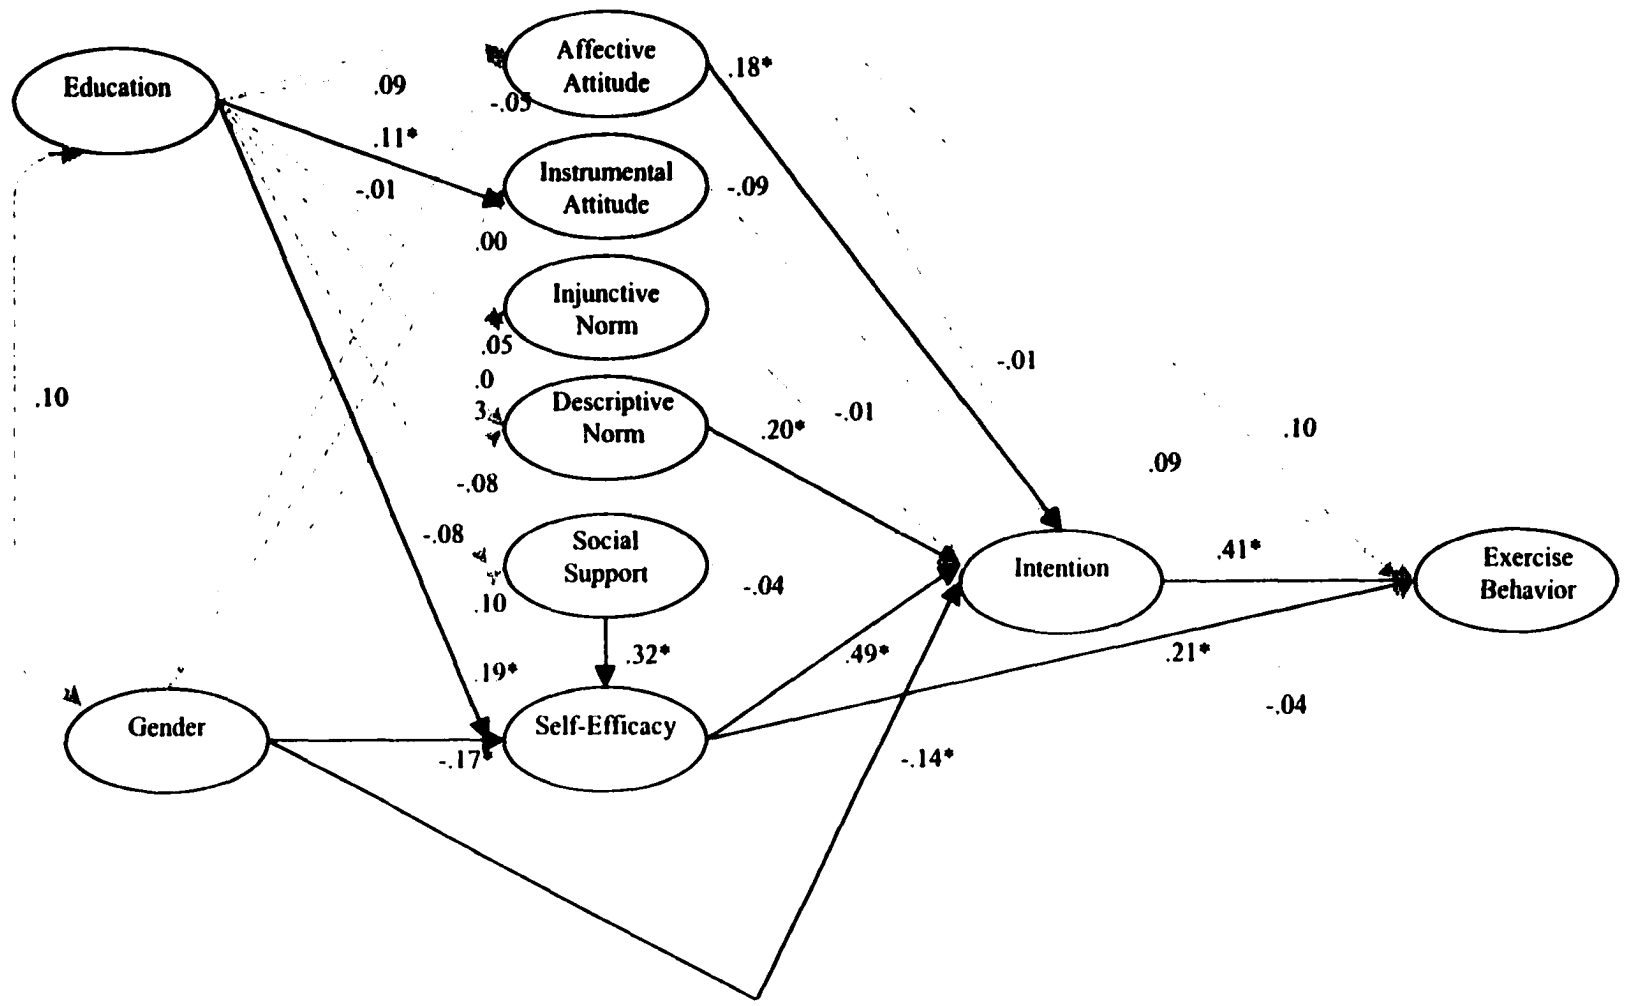 Affective
Attitude
.18*
Education
.09
-.05
.11*
Instrumental
Attitude
-.01
-.09
.00
Injunctive
Norm
.05
-.01
.0
3
Descriptive
Norm
.10
-.01
.20*
.10
.09
-.08
-.08
Social
Support
-.04
.10
Intention
.41*
Exercise
Behavior
.19*
.32*
.49*
.21*
-.04
Gender
Self-Efficacy
-.17*
-.14*